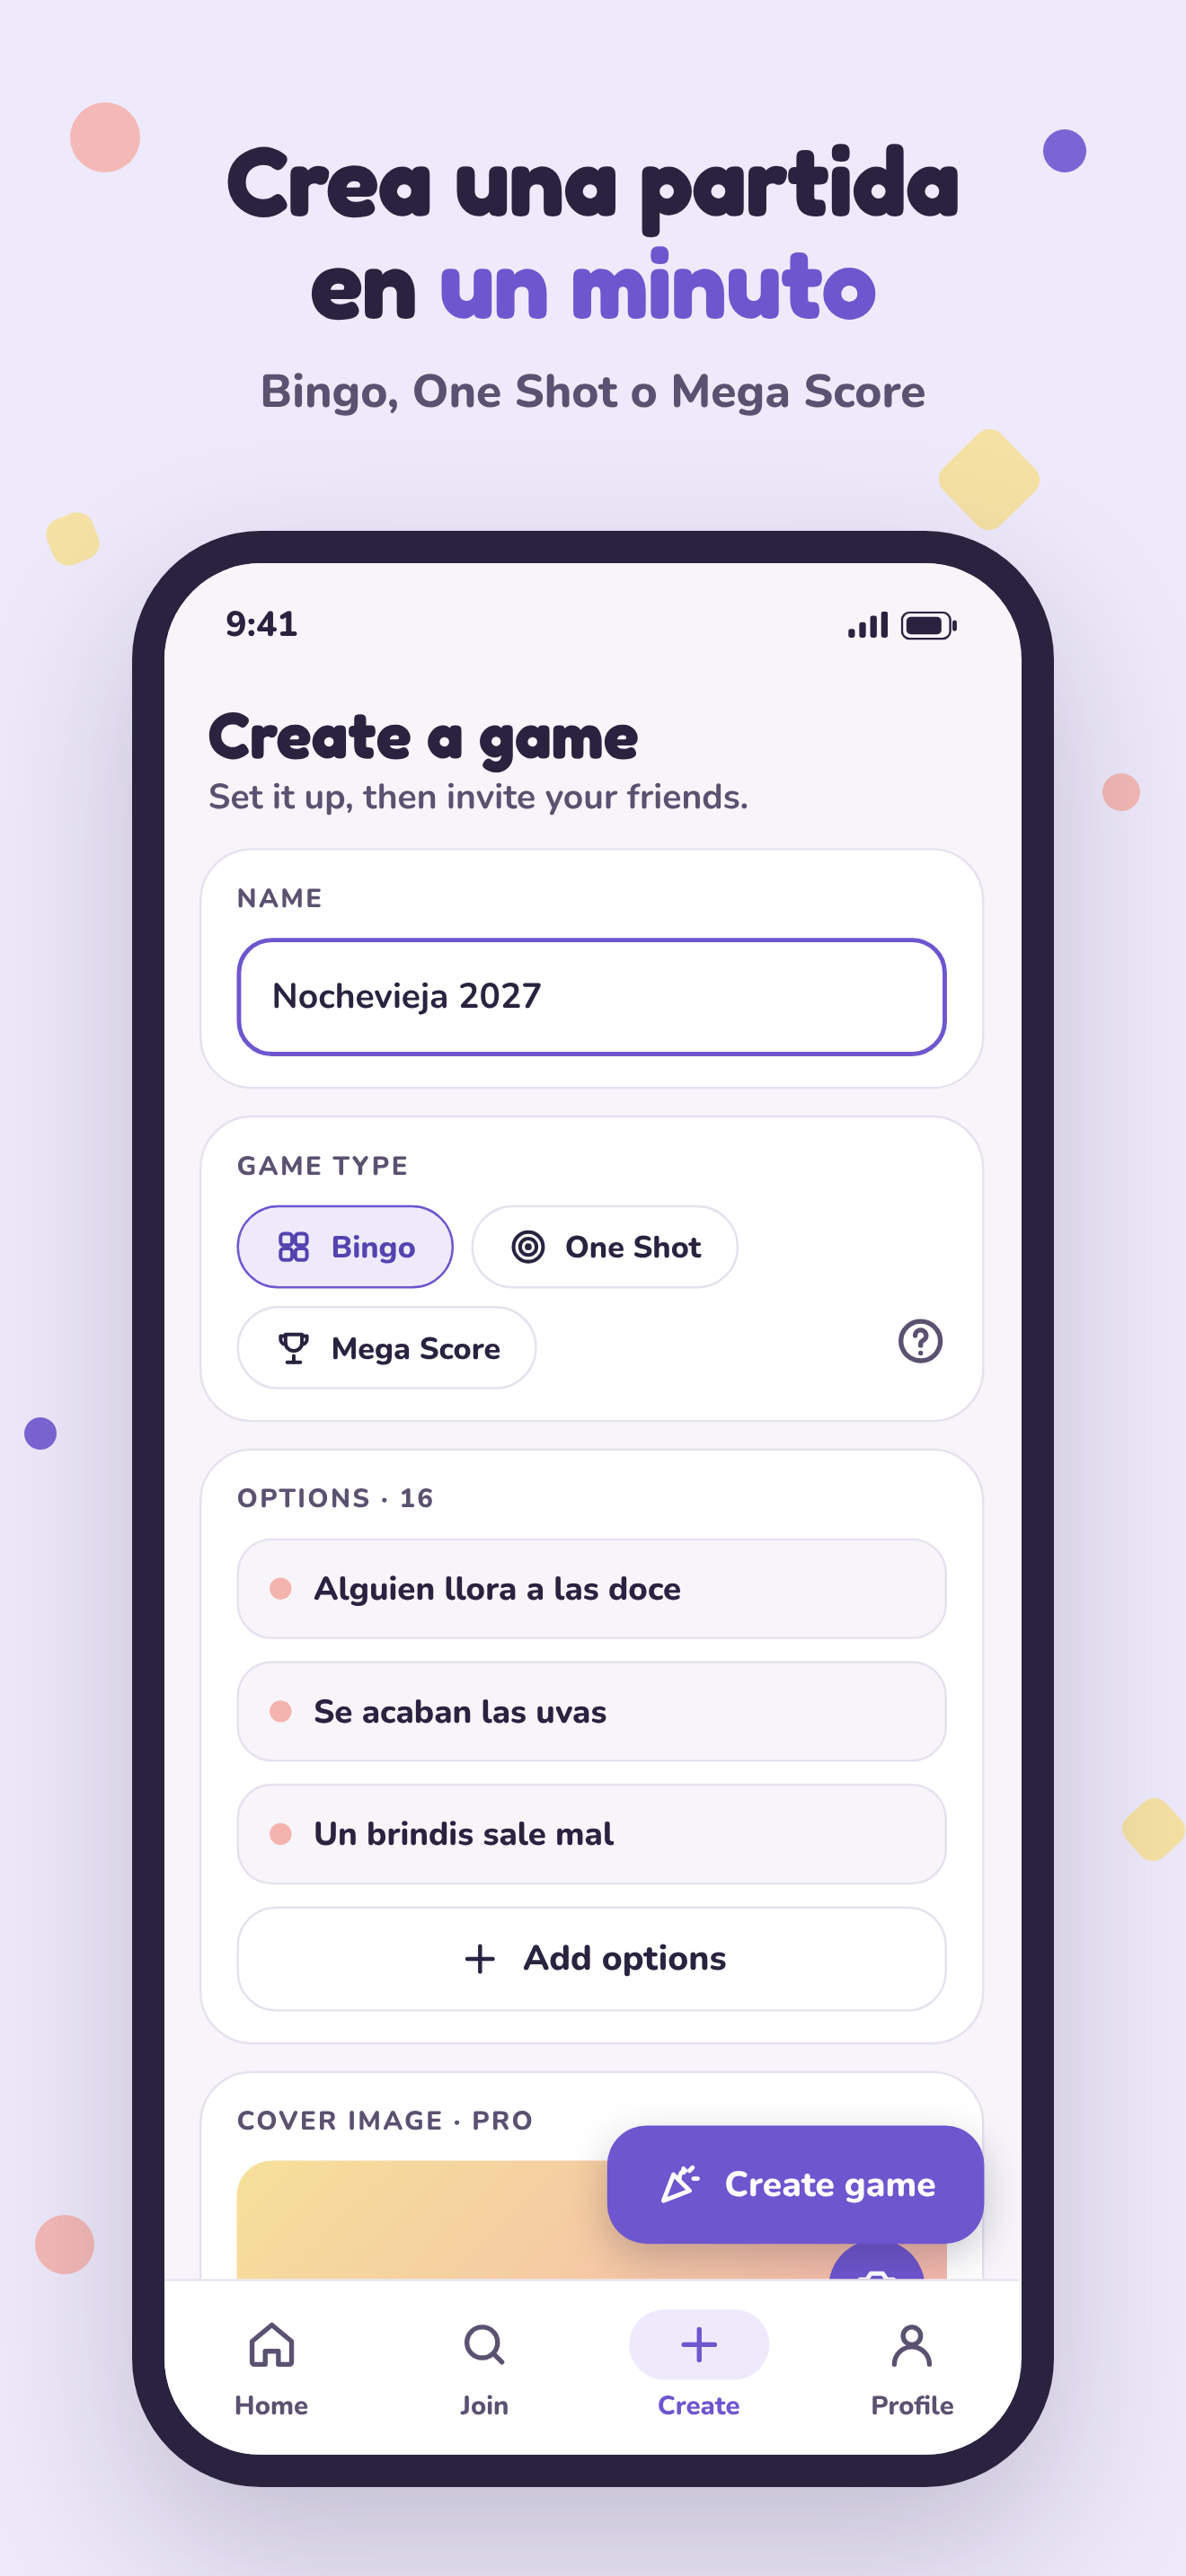 Crea una partida
en un minuto
Bingo, One Shot o Mega Score
9:41
Create a game
Set it up, then invite your friends.
NAME
Nochevieja 2027
GAME TYPE
Bingo
One Shot
Mega Score
OPTIONS · 16
Alguien llora a las doce
Se acaban las uvas
Un brindis sale mal
Add options
COVER IMAGE · PRO
Create game
Home
Join
Create
Profile